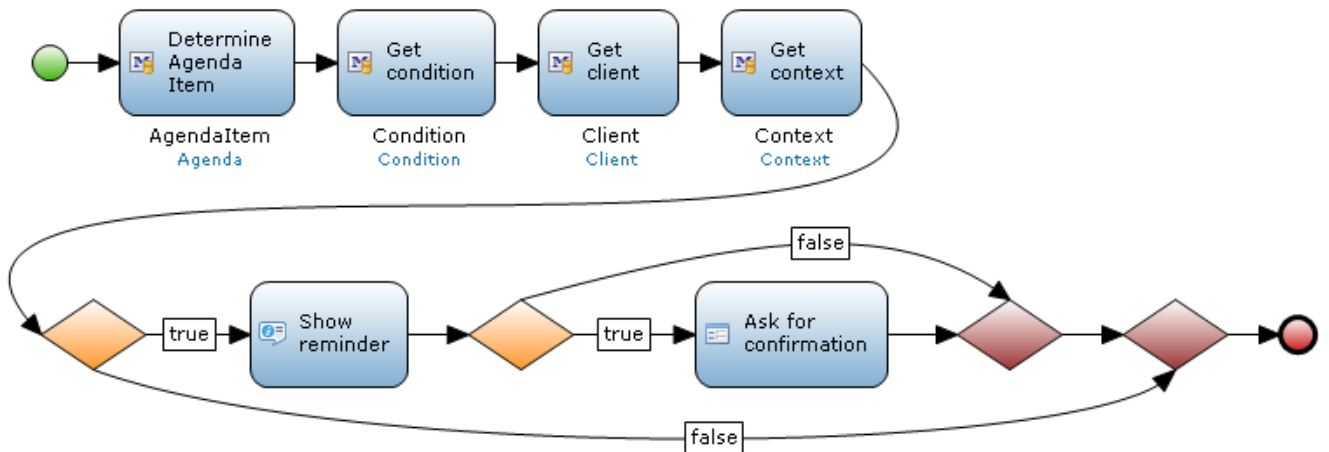 Determine
Agenda
Item
Get
condition
Get
client
Get
context
AgendaItem
Agenda
Condition
Condition
Client
Client
Context
Context
false
true
Show
reminder
true
Ask for
confirmation
false